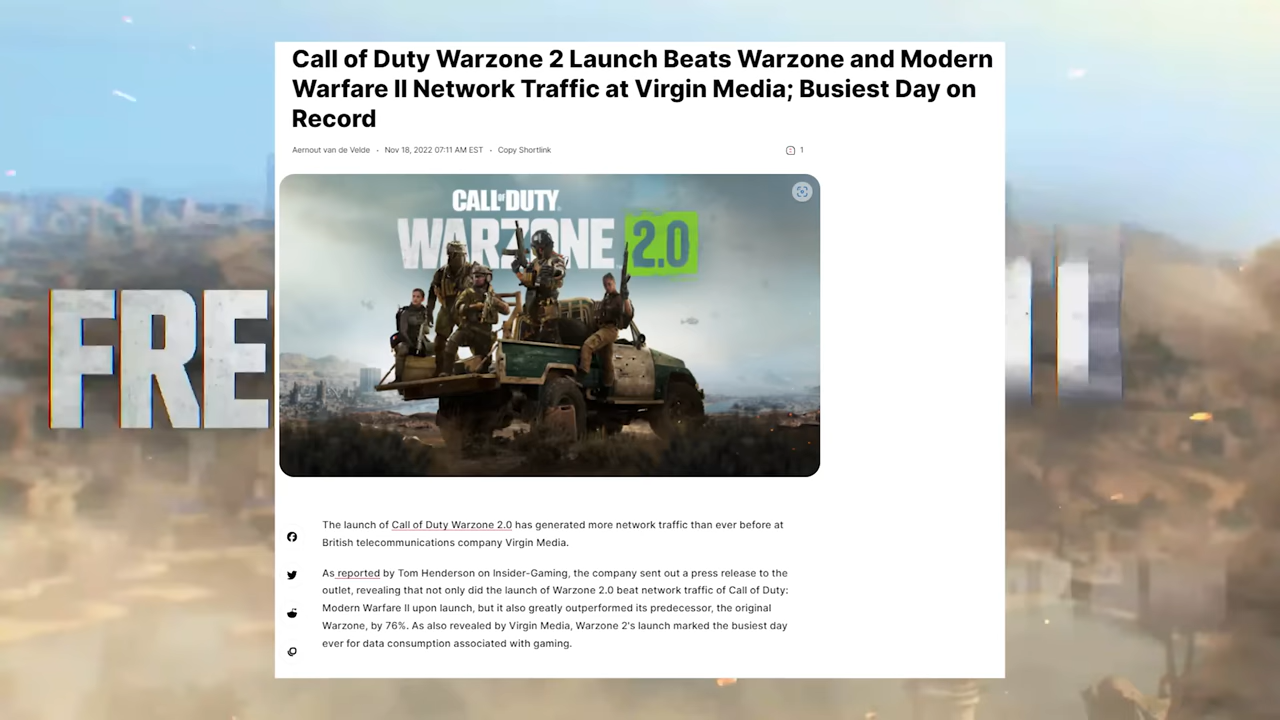 Call of Duty Warzone 2 Launch Beats Warzone and Modern
Warfare II Network Traffic at Virgin Media; Busiest Day on
Record
Aernout van de Velde • Nov 18, 2022 07:11 AM EST • Copy Shortlink
1
CALL OF DUTY
WARZONE 2.0
FRE
The launch of Call of Duty Warzone 2.0 has generated more network traffic than ever before at
British telecommunications company Virgin Media.
As reported by Tom Henderson on Insider-Gaming, the company sent out a press release to the
outlet, revealing that not only did the launch of Warzone 2.0 beat network traffic of Call of Duty:
Modern Warfare II upon launch, but it also greatly outperformed its predecessor, the original
Warzone, by 76%. As also revealed by Virgin Media, Warzone 2's launch marked the busiest day
ever for data consumption associated with gaming.